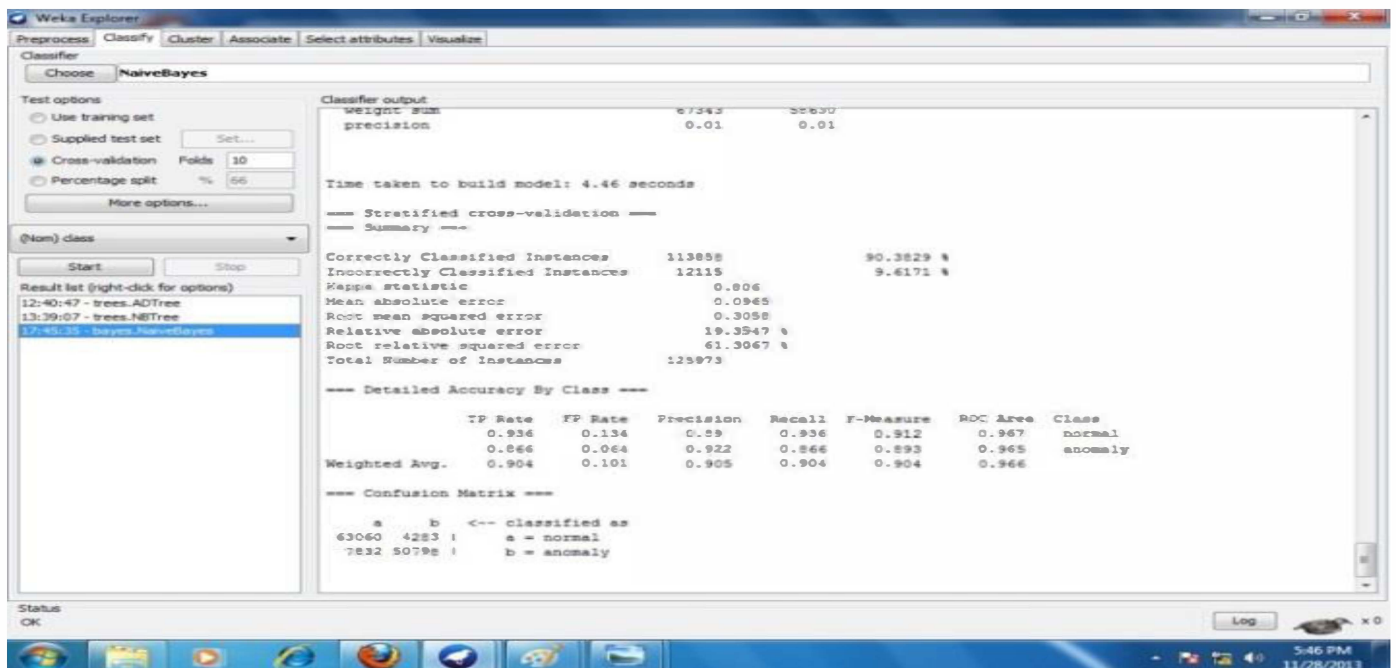 Weka Explorer
Preprocess Classify Cluster Associate Select attributes Visualize
Classifier
Choose NaiveBayes
Test options
Use training set
Supplied test set Set...
Cross-validation Folds 10
Percentage split % 66
More options...
(Nom) class
Start Stop
Result list (right-click for options)
12:40:47 - trees.ADTree
13:39:07 - trees.NBTree
17:45:35 - bayes.NaiveBayes
Classifier output
weight sum 67343 58630
precision 0.01 0.01
Time taken to build model: 4.46 seconds
=== Stratified cross-validation ===
=== Summary ===
Correctly Classified Instances 113858 90.3829 %
Incorrectly Classified Instances 12115 9.6171 %
Kappa statistic 0.806
Mean absolute error 0.0965
Root mean squared error 0.3058
Relative absolute error 19.3947 %
Root relative squared error 61.3067 %
Total Number of Instances 125973
=== Detailed Accuracy By Class ===
TP Rate FP Rate Precision Recall F-Measure ROC Area Class
0.936 0.134 0.89 0.936 0.912 0.967 normal
0.866 0.064 0.922 0.866 0.893 0.965 anomaly
Weighted Avg. 0.904 0.101 0.905 0.904 0.904 0.966
=== Confusion Matrix ===
a b <-- classified as
63060 4283 | a = normal
7832 50798 | b = anomaly
Status
OK
Log x 0
5:46 PM
11/29/2013